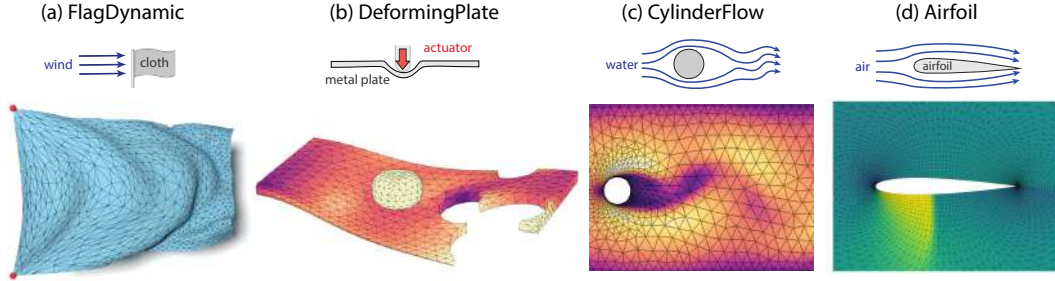 (a) FlagDynamic
wind
cloth
(b) DeformingPlate
actuator
metal plate
(c) CylinderFlow
water
(d) Airfoil
air
airfoil